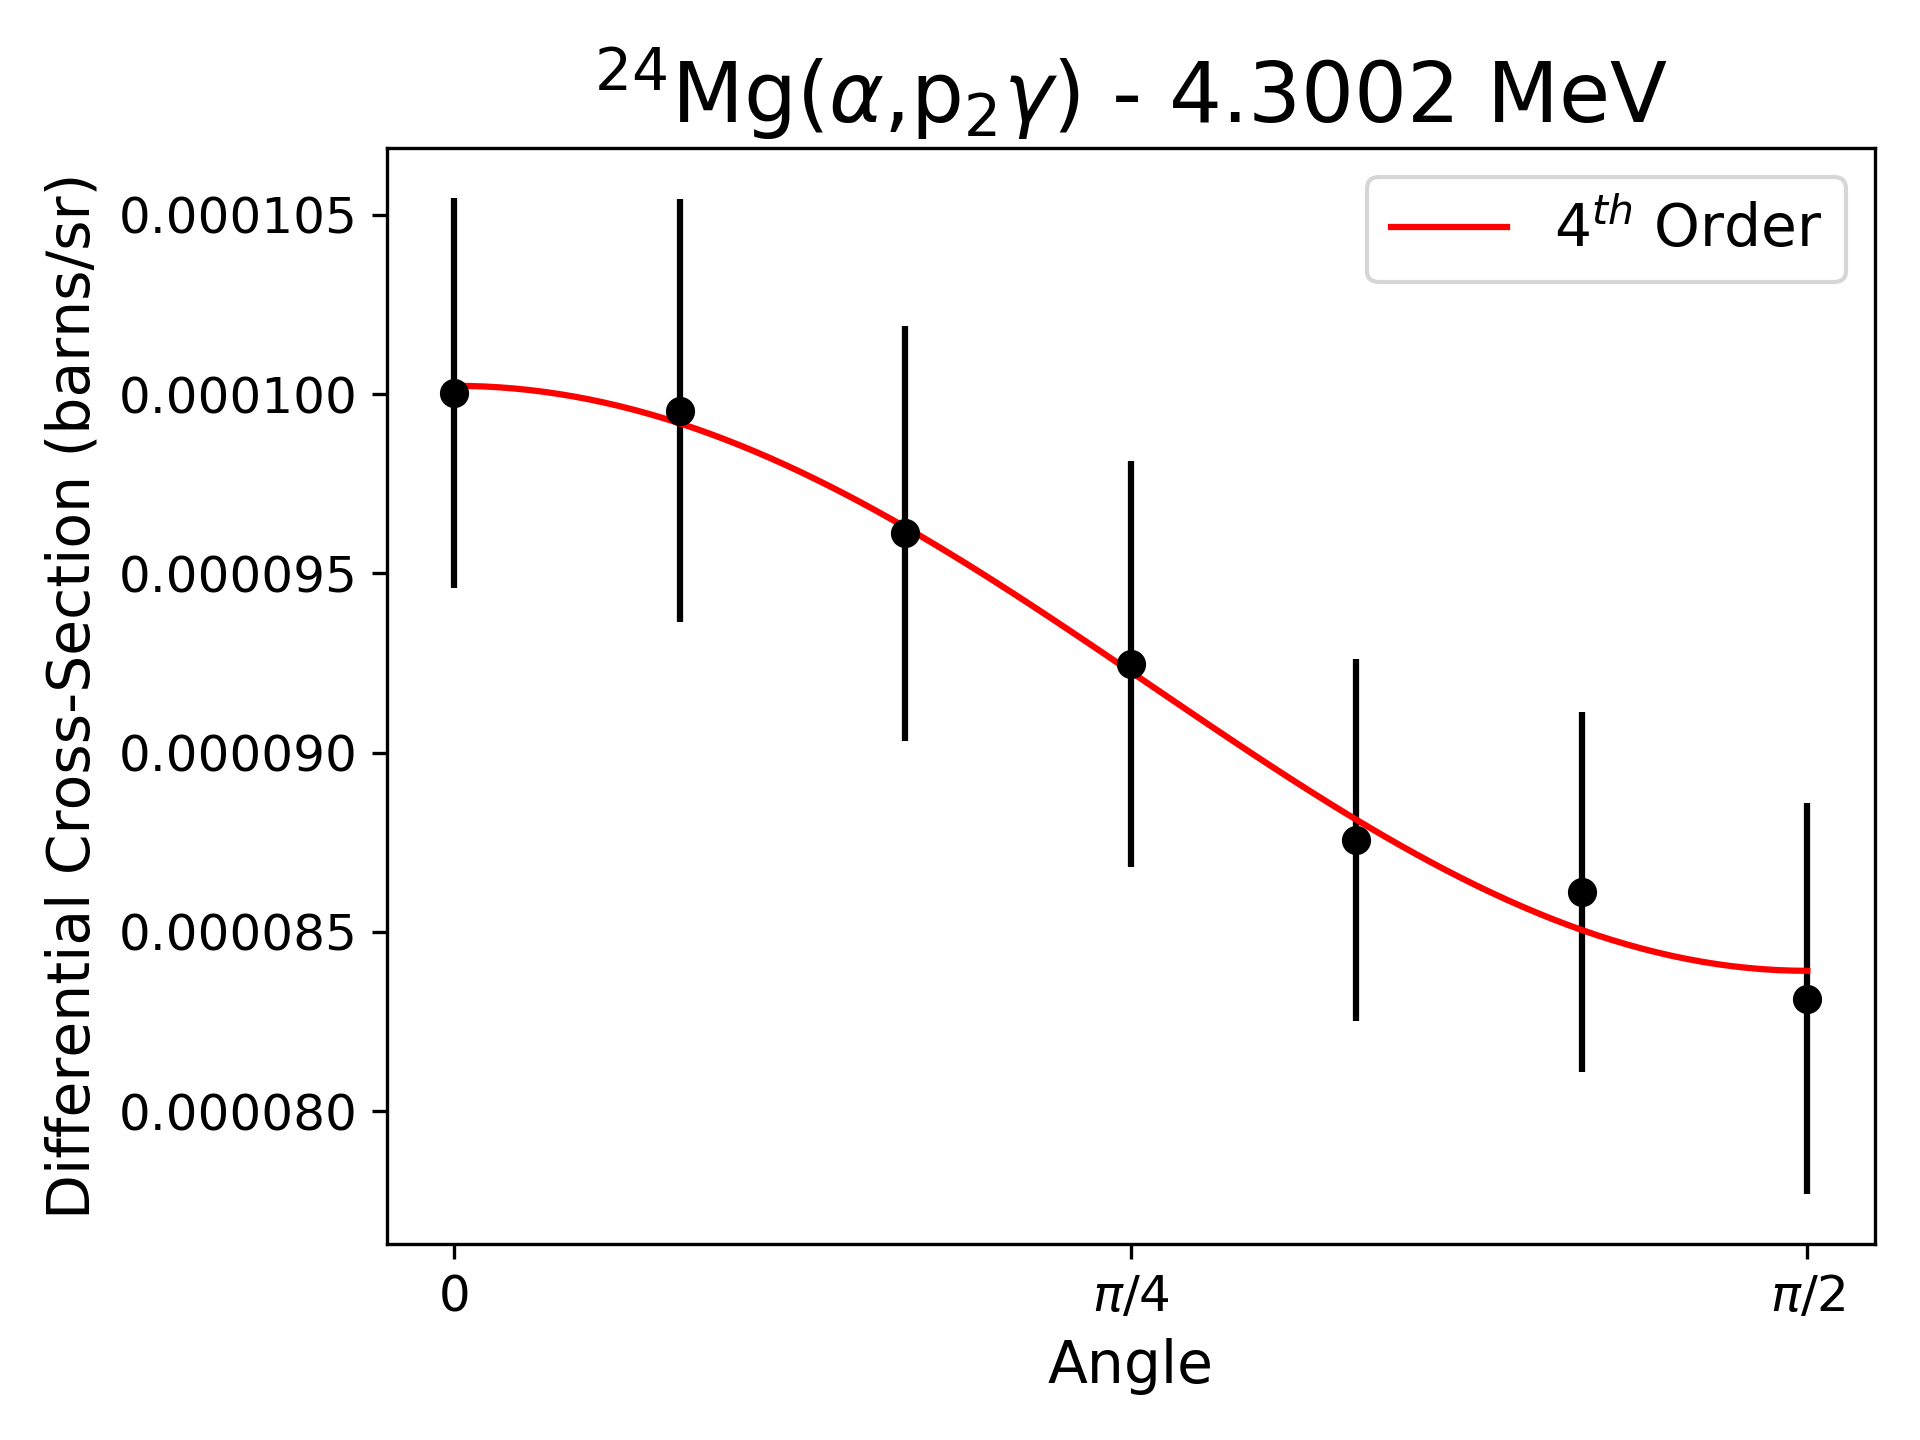 ²⁴Mg(α,p₂γ) - 4.3002 MeV
4ᵗʰ Order
Differential Cross-Section (barns/sr)
0.000105
0.000100
0.000095
0.000090
0.000085
0.000080
0 π/4 π/2
Angle